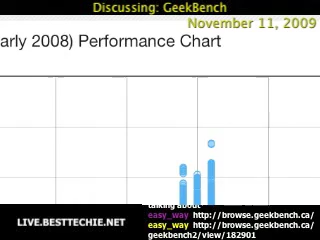 Discussing: GeekBench
November 11, 2009
arly 2008) Performance Chart
talking about
easy_way http://browse.geekbench.ca/
easy_way http://browse.geekbench.ca/
geekbench2/view/182901
LIVE.BESTTECHIE.NET